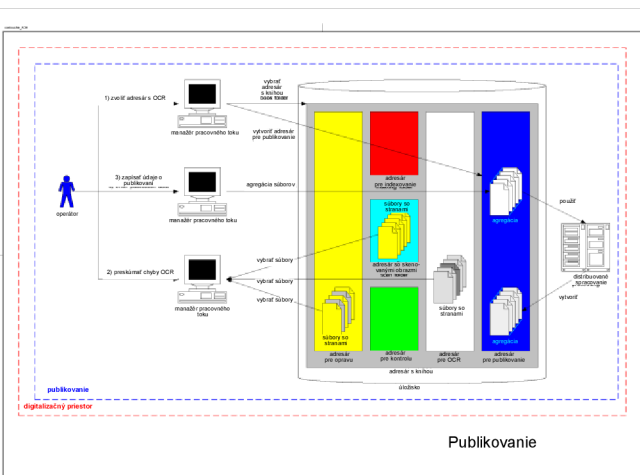 1) zvoliť adresár s OCR
manažér pracovného toku
vybrať
adresár
s knihou
vytvoriť adresár
pre publikovanie
3) zapísať údaje o
publikovaní
manažér pracovného toku
agregácia súborov
operátor
2) preskúmať chyby OCR
manažér pracovného
toku
vybrať súbory
vybrať súbory
vybrať súbory
adresár
pre indexovanie
súbory so
stranami
adresár so skeno-
vanými obrazmi
súbory so
stranami
súbory so
stranami
adresár
pre opravu
adresár
pre kontrolu
adresár
pre OCR
adresár
pre publikovanie
agregácia
agregácia
použiť
distribuované
spracovanie
vytvoriť
adresár s knihou
úložisko
publikovanie
digitalizačný priestor
Publikovanie